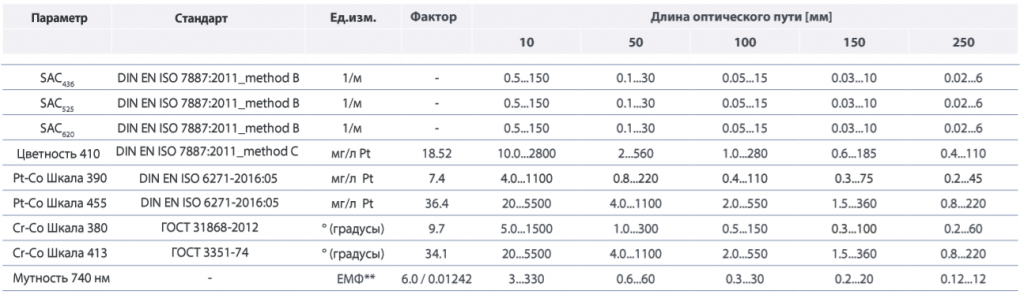 Параметр Стандарт Ед.изм. Фактор Длина оптического пути [мм]
10 50 100 150 250
SAC436 DIN EN ISO 7887:2011_method B 1/м - 0.5...150 0.1...30 0.05...15 0.03...10 0.02...6
SAC525 DIN EN ISO 7887:2011_method B 1/м - 0.5...150 0.1...30 0.05...15 0.03...10 0.02...6
SAC620 DIN EN ISO 7887:2011_method B 1/м - 0.5...150 0.1...30 0.05...15 0.03...10 0.02...6
Цветность 410 DIN EN ISO 7887:2011_method C мг/л Pt 18.52 10.0...2800 2...560 1.0...280 0.6...185 0.4...110
Pt-Co Шкала 390 DIN EN ISO 6271-2016:05 мг/л Pt 7.4 4.0...1100 0.8...220 0.4...110 0.3...75 0.2...45
Pt-Co Шкала 455 DIN EN ISO 6271-2016:05 мг/л Pt 36.4 20...5500 4.0...1100 2.0...550 1.5...360 0.8...220
Cr-Co Шкала 380 ГОСТ 31868-2012 ° (градусы) 9.7 5.0...1500 1.0...300 0.5...150 0.3...100 0.2...60
Cr-Co Шкала 413 ГОСТ 3351-74 ° (градусы) 34.1 20...5500 4.0...1100 2.0...550 1.5...360 0.8...220
Мутность 740 нм - ЕМФ** 6.0 / 0.01242 3...330 0.6...60 0.3...30 0.2...20 0.12...12